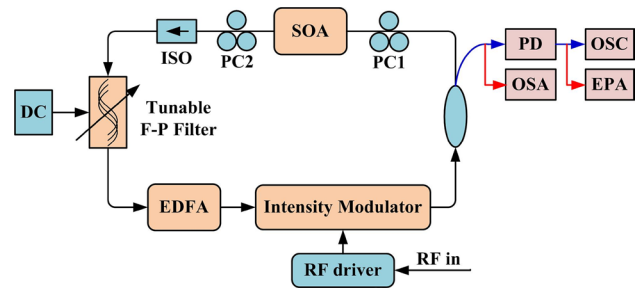 SOA
ISO
PC2
PC1
PD
OSC
OSA
EPA
DC
Tunable
F-P Filter
EDFA
Intensity Modulator
RF driver
RF in